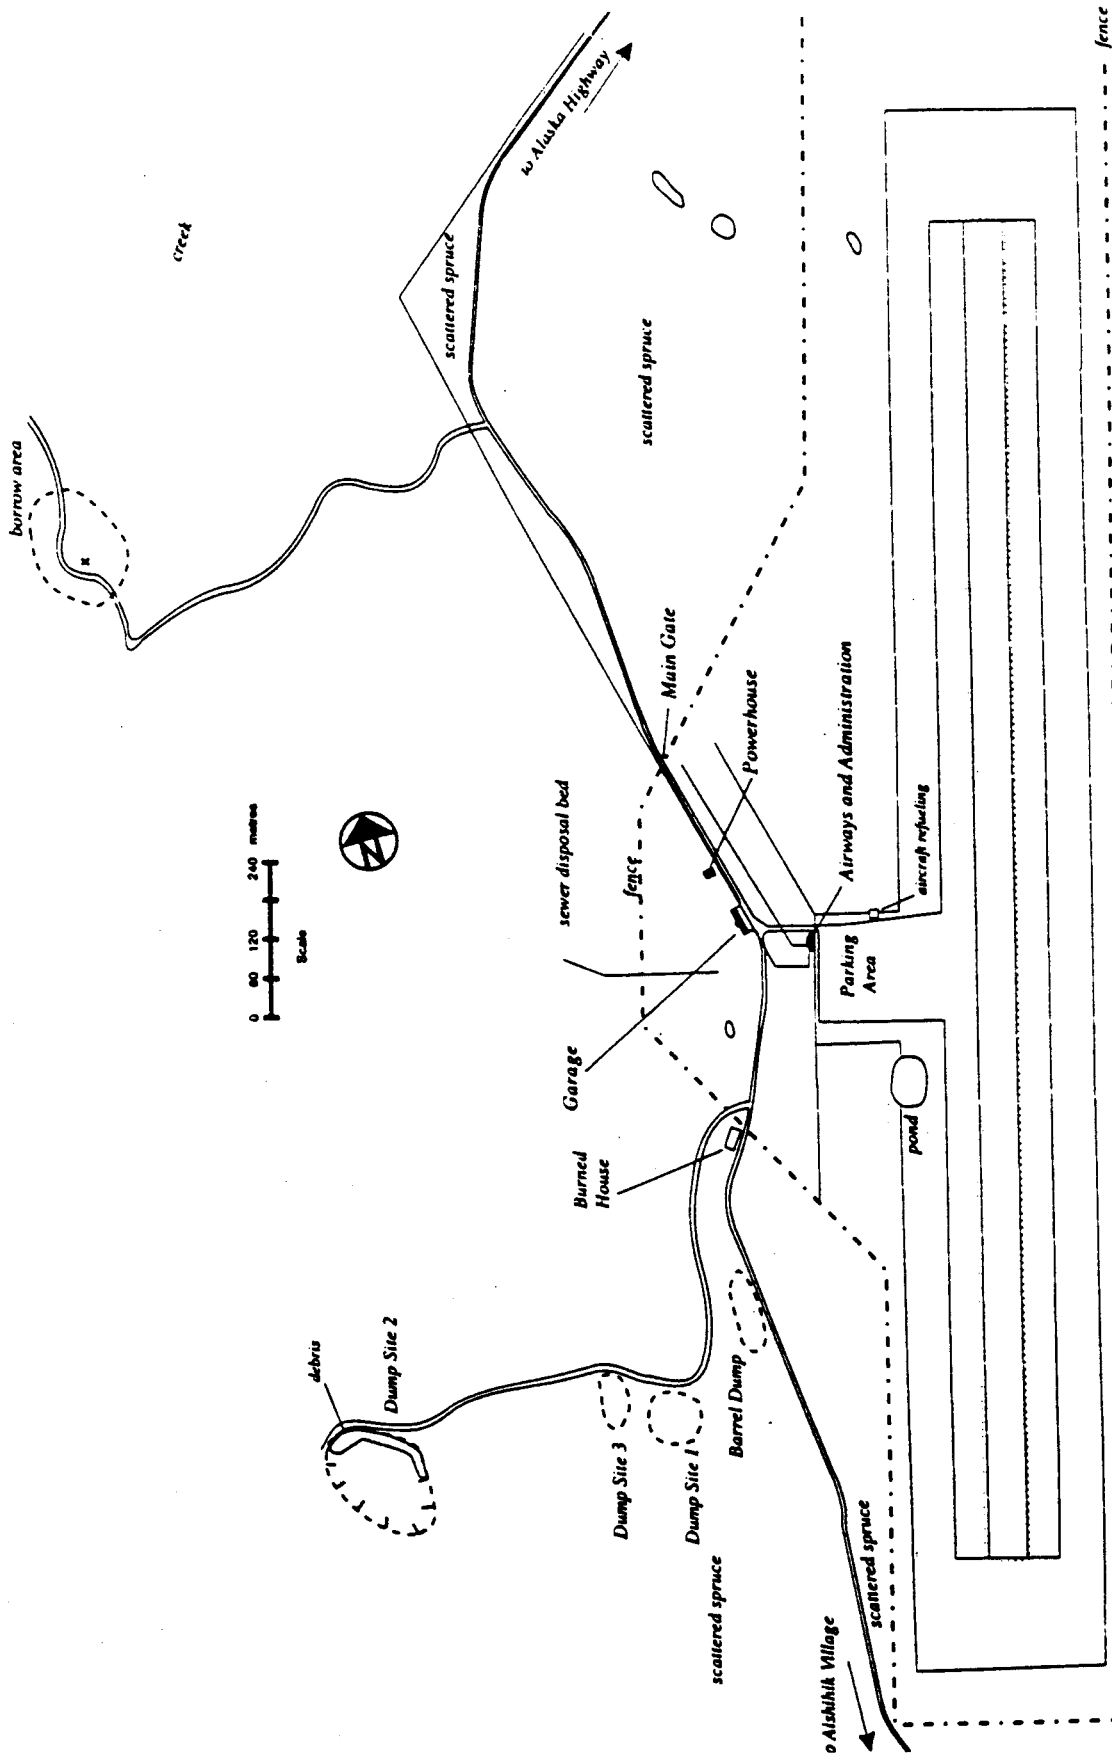 borrow area
x
creek
0 60 120 240 metres
Scale
N
debris
Dump Site 2
scattered spruce
to Alaska Highway
sewer disposal bed
Garage
Burned
House
fence
Dump Site 3
scattered spruce
Main Gate
Dump Site 1
scattered spruce
Barrel Dump
Powerhouse
o Aishihik Village
Airways and Administration
Parking
Area
scattered spruce
pond
aircraft refueling
fence